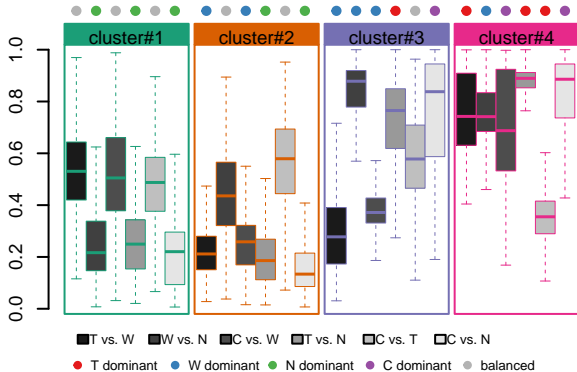 cluster#1 cluster#2 cluster#3 cluster#4
1.0
0.8
0.6
0.4
0.2
0.0
T vs. W W vs. N C vs. W T vs. N C vs. T C vs. N
T dominant W dominant N dominant C dominant balanced